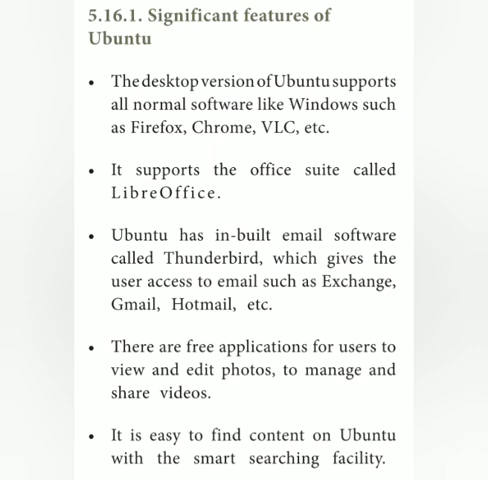 5.16.1. Significant features of
Ubuntu
• The desktop version of Ubuntu supports
all normal software like Windows such
as Firefox, Chrome, VLC, etc.
• It supports the office suite called
LibreOffice.
• Ubuntu has in-built email software
called Thunderbird, which gives the
user access to email such as Exchange,
Gmail, Hotmail, etc.
• There are free applications for users to
view and edit photos, to manage and
share videos.
• It is easy to find content on Ubuntu
with the smart searching facility.